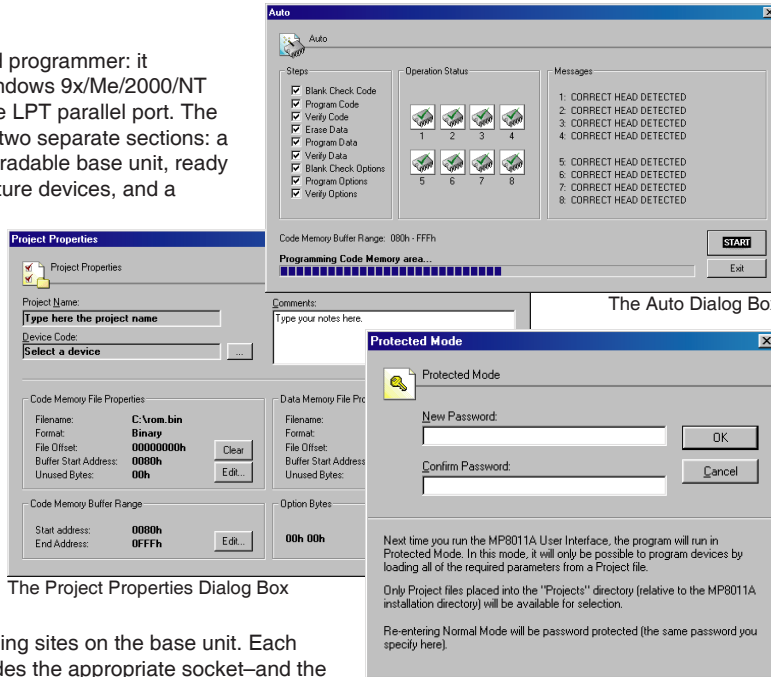 l programmer: it
ndows 9x/Me/2000/NT
e LPT parallel port. The
two separate sections: a
radable base unit, ready
ture devices, and a
Auto
Auto
Steps
Blank Check Code
Program Code
Verify Code
Erase Data
Program Data
Verify Data
Blank Check Options
Program Options
Verify Options
Operation Status
1 2 3 4
5 6 7 8
Messages
1: CORRECT HEAD DETECTED
2: CORRECT HEAD DETECTED
3: CORRECT HEAD DETECTED
4: CORRECT HEAD DETECTED
5: CORRECT HEAD DETECTED
6: CORRECT HEAD DETECTED
7: CORRECT HEAD DETECTED
8: CORRECT HEAD DETECTED
Code Memory Buffer Range: 080h - FFFh
Programming Code Memory area...
START
Exit
The Auto Dialog Bo
Project Properties
Project Properties
Project Name:
Type here the project name
Device Code:
Select a device
...
Comments:
Type your notes here.
Code Memory File Properties
Filename: C:\rom.bin
Format: Binary
File Offset: 00000000h
Buffer Start Address: 0080h
Unused Bytes: 00h
Clear
Edit...
Data Memory File Pro
Filename:
Format:
File Offset:
Buffer Start Address
Unused Bytes:
Code Memory Buffer Range
Start address: 0080h
End Address: 0FFFh
Edit...
Option Bytes
00h 00h
The Project Properties Dialog Box
Protected Mode
Protected Mode
New Password:
Confirm Password:
OK
Cancel
Next time you run the MP8011A User Interface, the program will run in
Protected Mode. In this mode, it will only be possible to program devices by
loading all of the required parameters from a Project file.
Only Project files placed into the "Projects" directory (relative to the MP8011A
installation directory) will be available for selection.
Re-entering Normal Mode will be password protected (the same password you
specify here).
ing sites on the base unit. Each
des the appropriate socket–and the